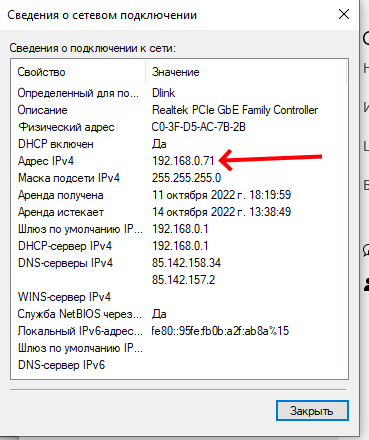 Сведения о сетевом подключении
Сведения о подключении к сети:
Свойство Значение
Определенный для по... Dlink
Описание Realtek PCIe GbE Family Controller
Физический адрес C0-3F-D5-AC-7B-2B
DHCP включен Да
Адрес IPv4 192.168.0.71
Маска подсети IPv4 255.255.255.0
Аренда получена 11 октября 2022 г. 18:19:59
Аренда истекает 14 октября 2022 г. 13:38:49
Шлюз по умолчанию IP... 192.168.0.1
DHCP-сервер IPv4 192.168.0.1
DNS-серверы IPv4 85.142.158.34
85.142.157.2
WINS-сервер IPv4
Служба NetBIOS через... Да
Локальный IPv6-адрес... fe80::95fe:fb0b:a2f:ab8a%15
Шлюз по умолчанию IP...
DNS-сервер IPv6
Закрыть